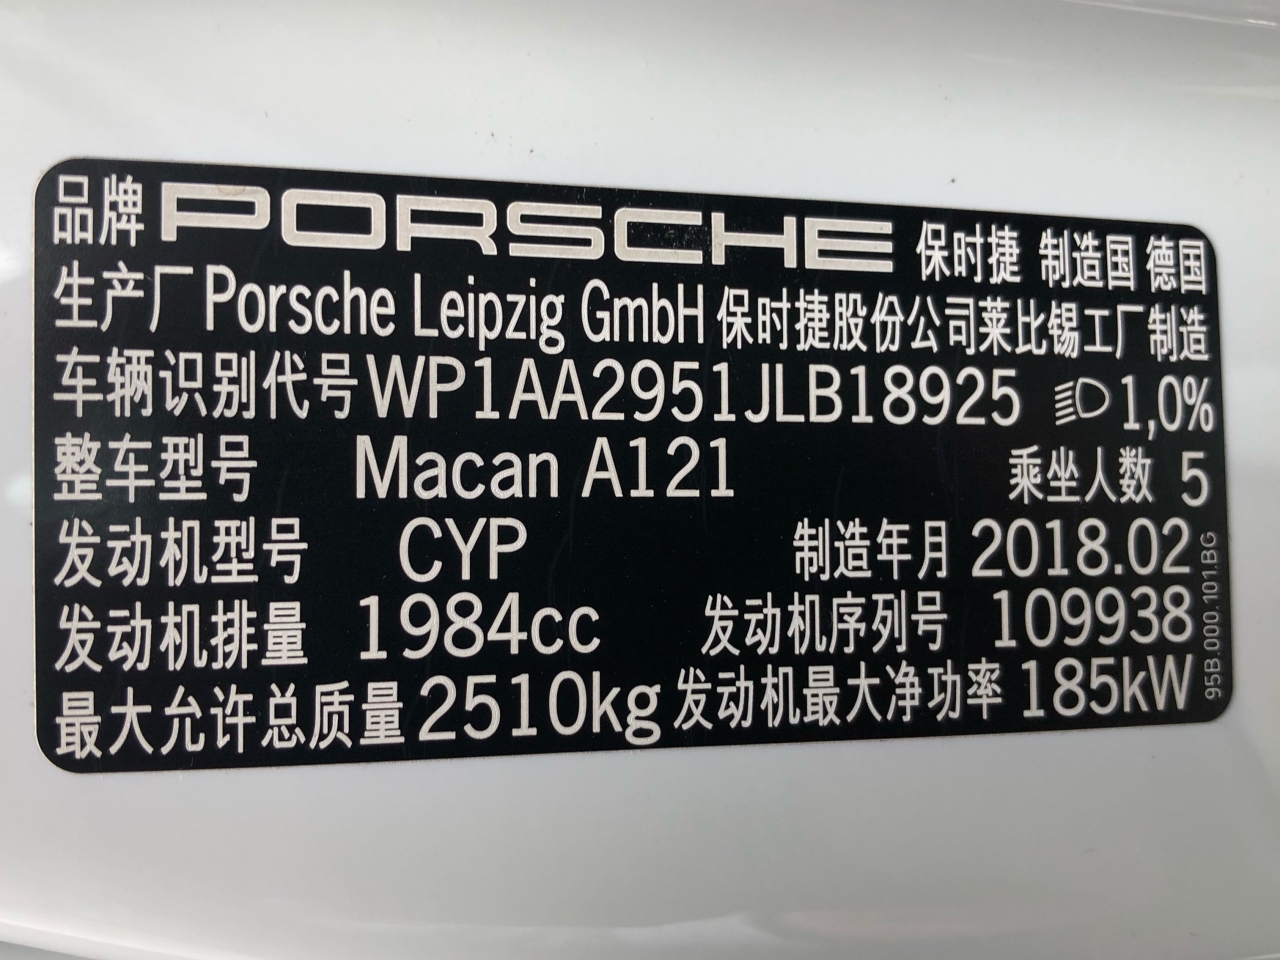 品牌 PORSCHE 保时捷 制造国 德国
生产厂 Porsche Leipzig GmbH 保时捷股份公司莱比锡工厂制造
车辆识别代号 WP1AA2951JLB18925 1,0%
整车型号 Macan A121 乘坐人数 5
发动机型号 CYP 制造年月 2018.02
发动机排量 1984cc 发动机序列号 109938
最大允许总质量 2510kg 发动机最大净功率 185kW
95B.000.101.BG